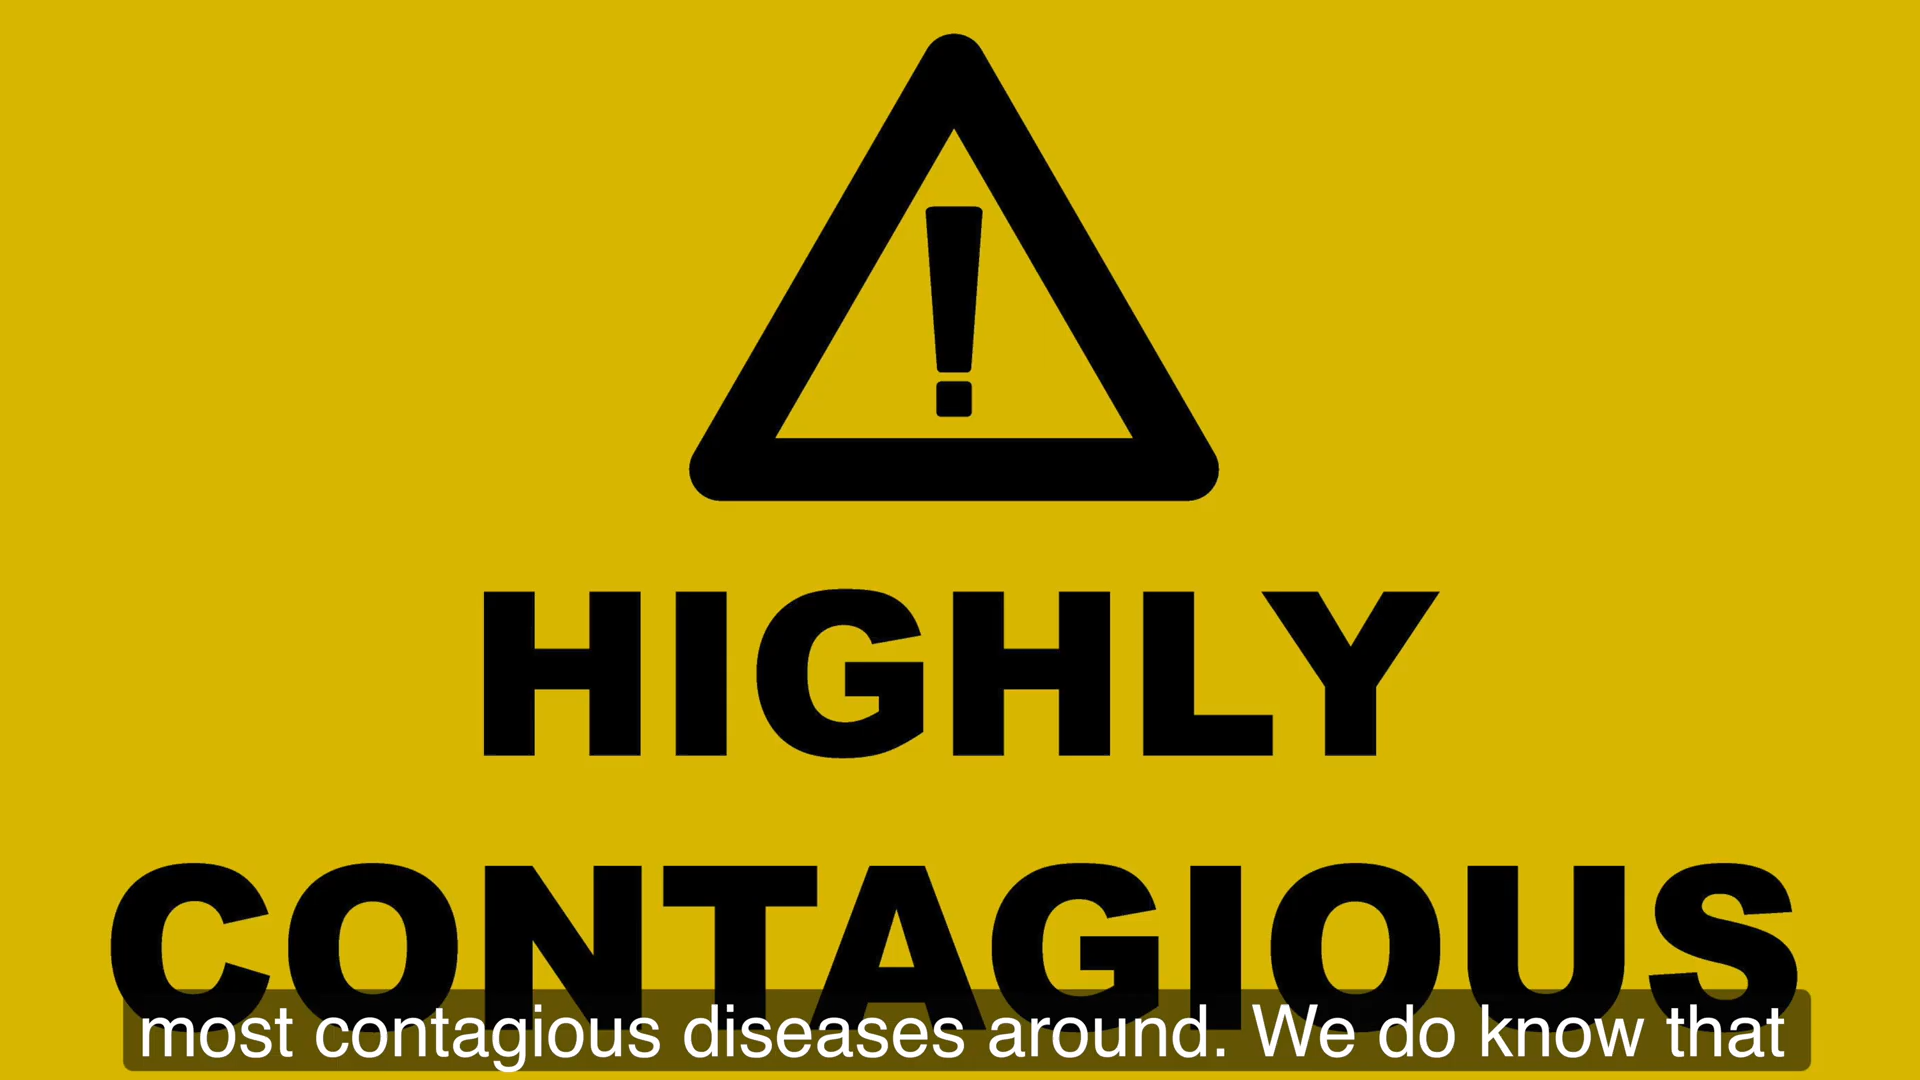 !
HIGHLY
CONTAGIOUS
most contagious diseases around. We do know that